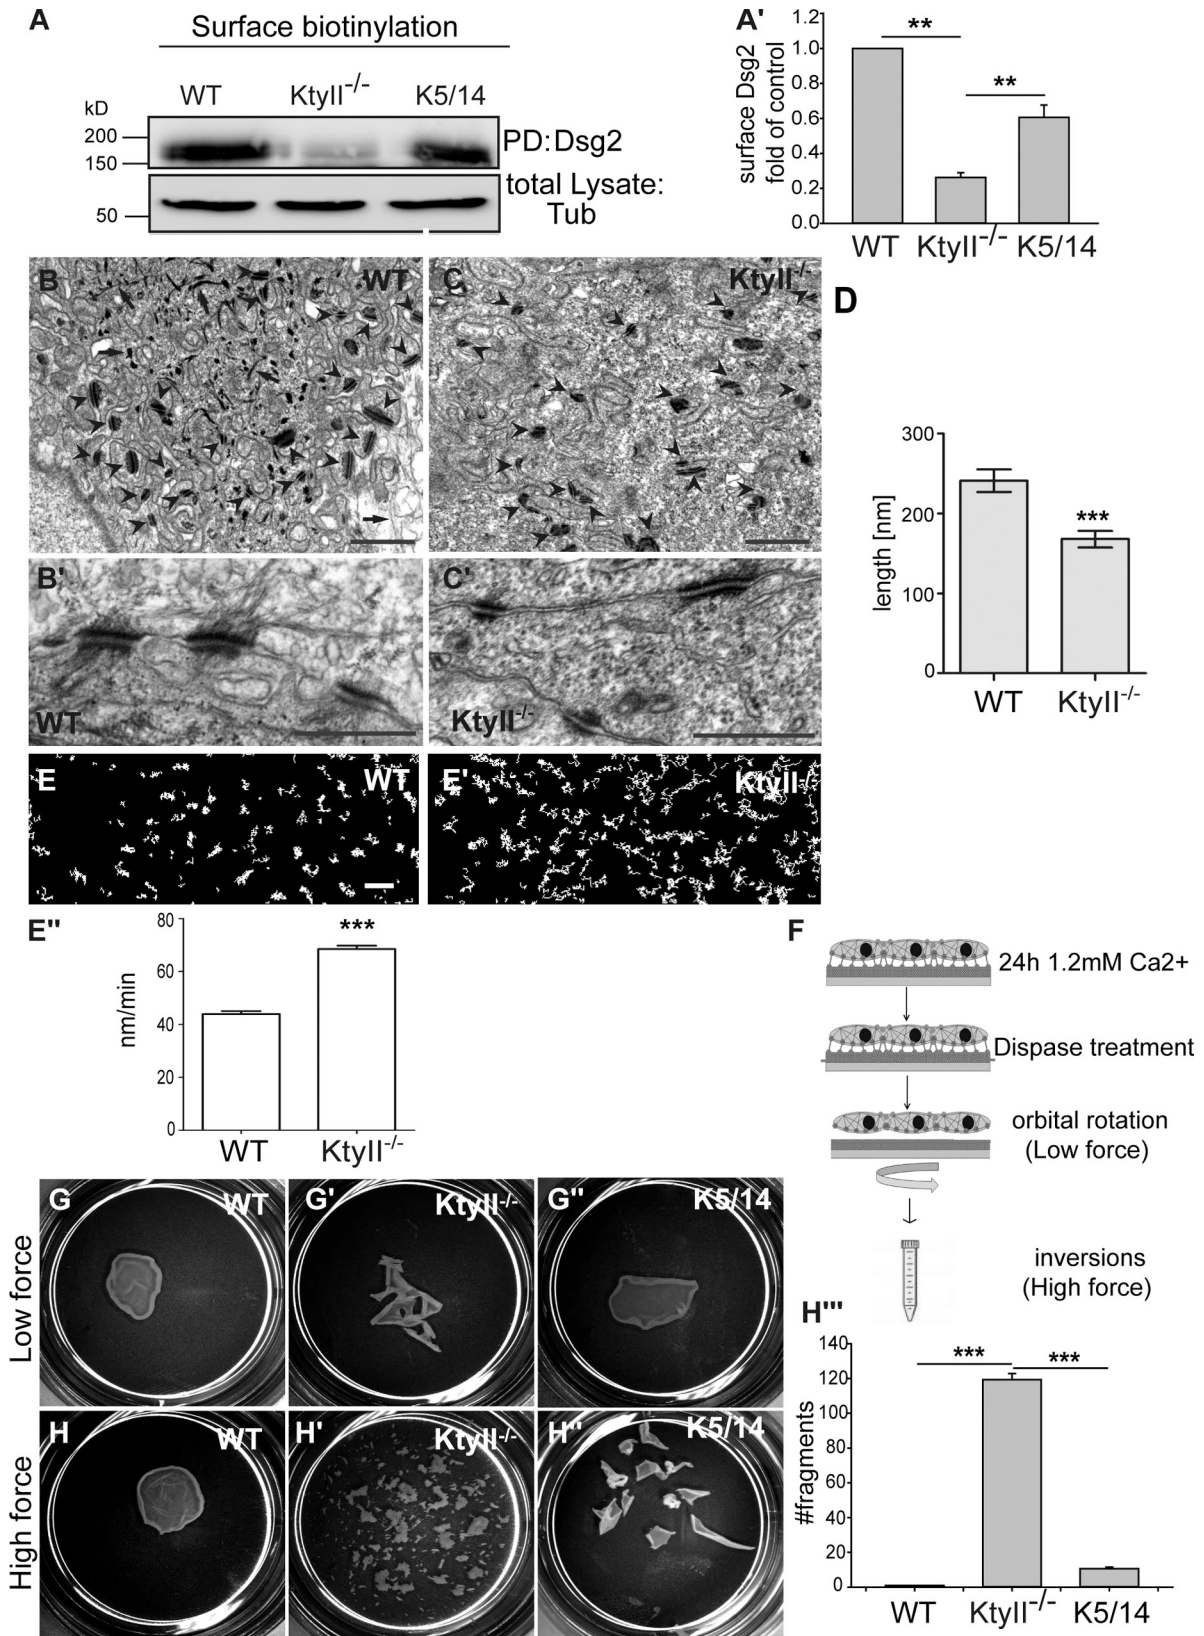 A
Surface biotinylation
WT KtyII-/- K5/14
kD
200
150
PD:Dsg2
50
total Lysate:
Tub
A'
surface Dsg2
fold of control
1.2
1.0
0.8
0.6
0.4
0.2
0.0
** **
WT KtyII-/- K5/14
B WT
C KtyII-/-
B' WT
C' KtyII-/-
D
length [nm]
300
200
100
0
***
WT KtyII-/-
E WT
E' KtyII-/-
E"
nm/min
80
60
40
20
0
***
WT KtyII-/-
F
24h 1.2mM Ca2+
Dispase treatment
orbital rotation
(Low force)
inversions
(High force)
Low force
G WT
G' KtyII-/-
G" K5/14
High force
H WT
H' KtyII-/-
H" K5/14
H'"
#fragments
140
120
100
80
60
40
20
0
*** ***
WT KtyII-/- K5/14